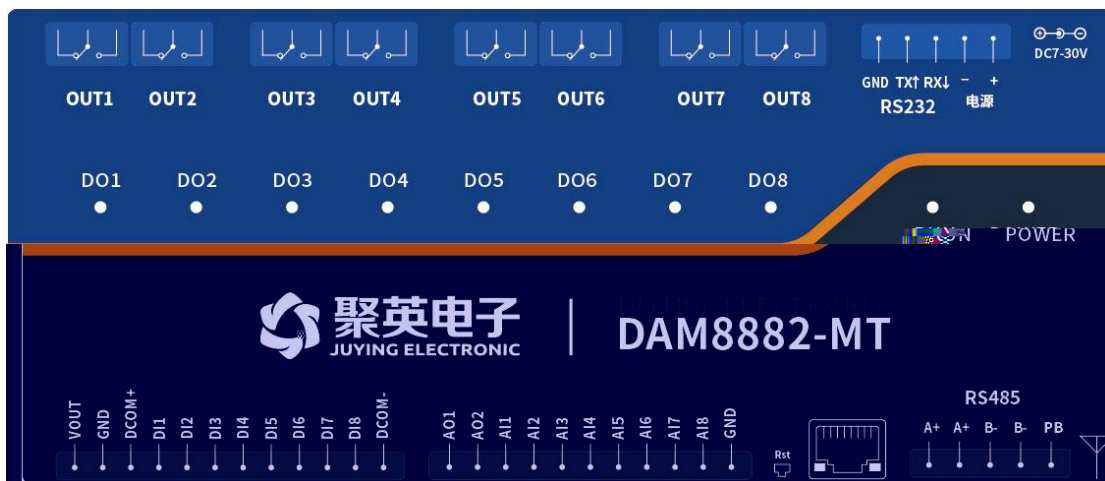 OUT1 OUT2 OUT3 OUT4 OUT5 OUT6 OUT7 OUT8
GND TX↑ RX↓ − +
RS232 电源
DC7-30V
DO1 DO2 DO3 DO4 DO5 DO6 DO7 DO8
POWER
聚英电子
JUYING ELECTRONIC
DAM8882-MT
VOUT GND DCOM+ DI1 DI2 DI3 DI4 DI5 DI6 DI7 DI8 DCOM-
AO1 AO2 AI1 AI2 AI3 AI4 AI5 AI6 AI7 AI8 GND
Rst
RS485
A+ A+ B- B- PB